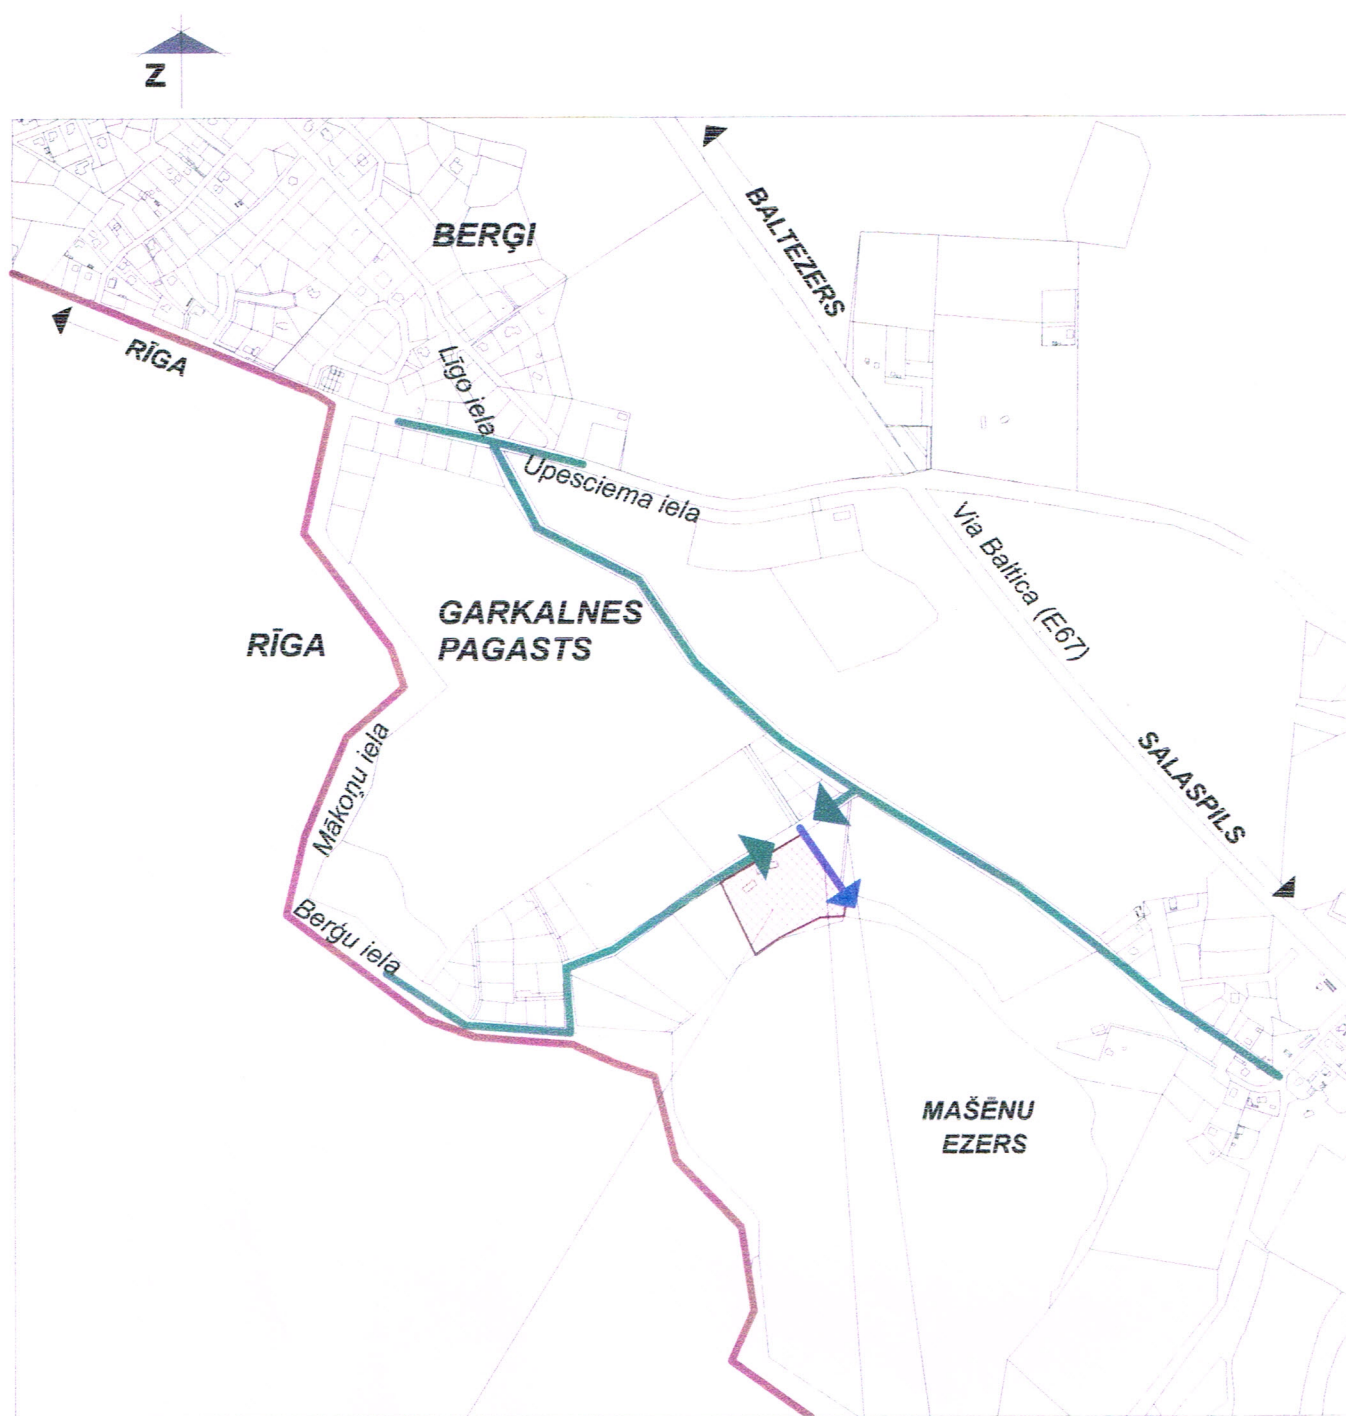 Z
BALTEZERS
BERĢI
RĪGA
Līgo iela
Upesciema iela
Via Baltica (E67)
GARKALNES
PAGASTS
RĪGA
Mākoņu iela
SALASPILS
Berģu iela
MAŠĒNU
EZERS